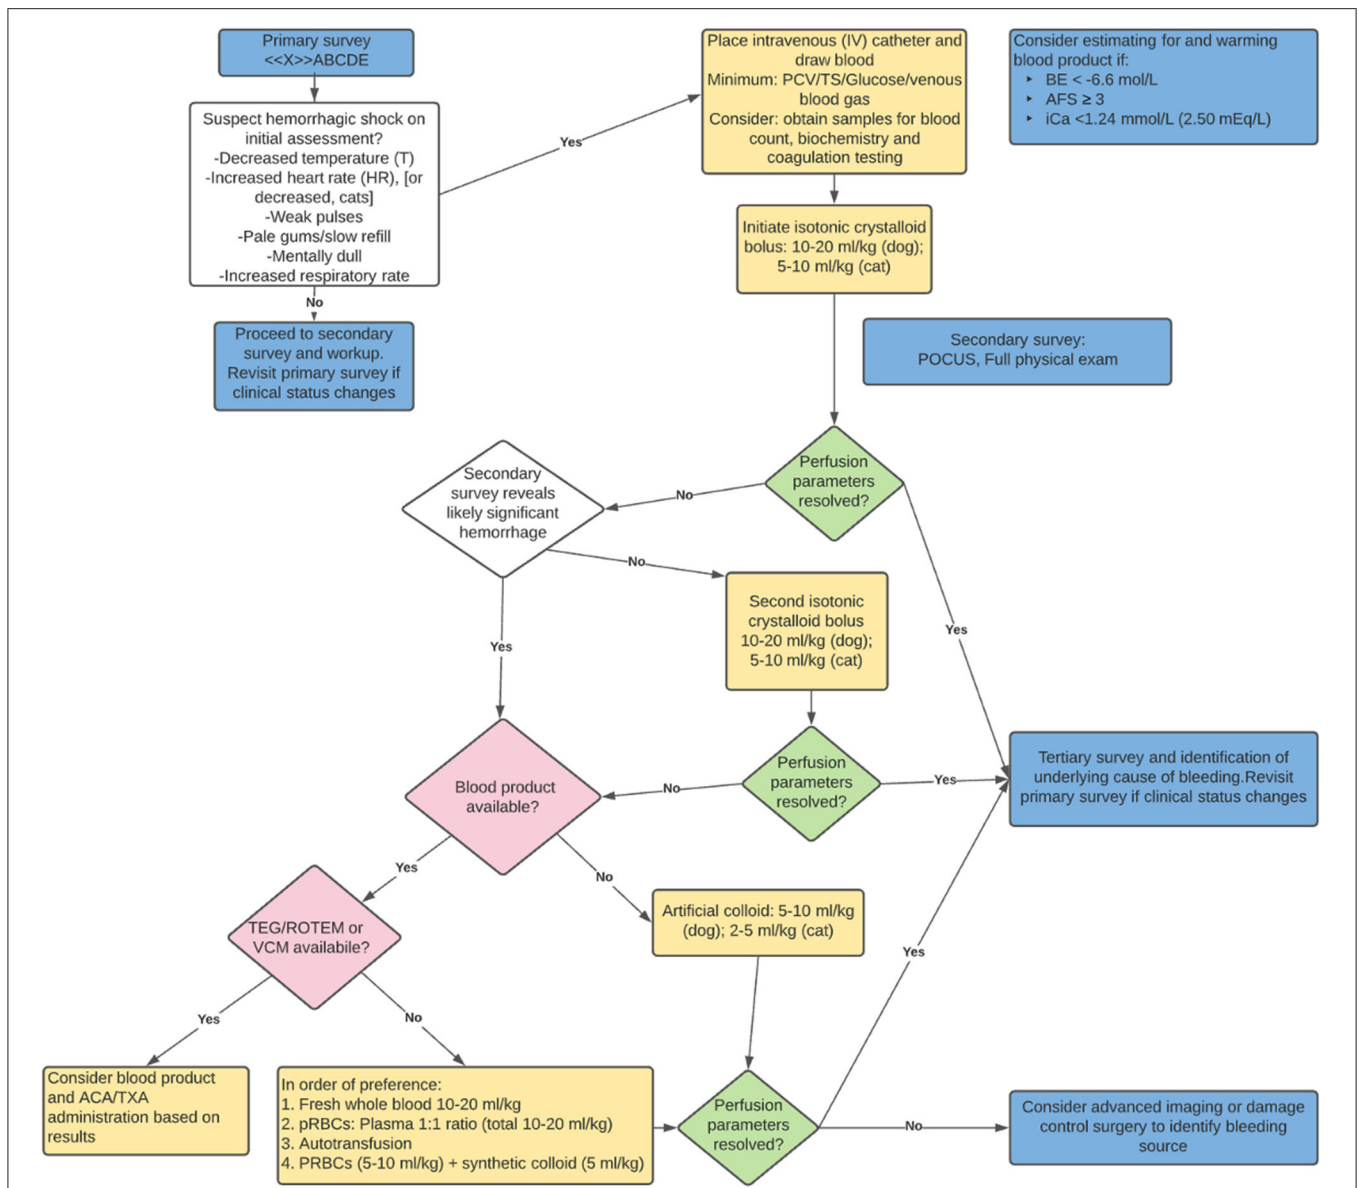 Primary survey
<<X>>ABCDE
Suspect hemorrhagic shock on
initial assessment?
-Decreased temperature (T)
-Increased heart rate (HR), [or
decreased, cats]
-Weak pulses
-Pale gums/slow refill
-Mentally dull
-Increased respiratory rate
Yes
No
Proceed to secondary
survey and workup.
Revisit primary survey if
clinical status changes
Place intravenous (IV) catheter and
draw blood
Minimum: PCV/TS/Glucose/venous
blood gas
Consider: obtain samples for blood
count, biochemistry and
coagulation testing
Consider estimating for and warming
blood product if:
‣ BE < -6.6 mol/L
‣ AFS ≥ 3
‣ iCa <1.24 mmol/L (2.50 mEq/L)
Initiate isotonic crystalloid
bolus: 10-20 ml/kg (dog);
5-10 ml/kg (cat)
Secondary survey:
POCUS, Full physical exam
Perfusion
parameters
resolved?
No
Yes
Secondary
survey reveals
likely significant
hemorrhage
No
Yes
Second isotonic
crystalloid bolus
10-20 ml/kg (dog);
5-10 ml/kg (cat)
Perfusion
parameters
resolved?
No
Yes
Tertiary survey and identification of
underlying cause of bleeding.Revisit
primary survey if clinical status changes
Blood product
available?
Yes
No
Artificial colloid: 5-10 ml/kg
(dog); 2-5 ml/kg (cat)
TEG/ROTEM or
VCM availabile?
Yes
No
Consider blood product
and ACA/TXA
administration based on
results
In order of preference:
1. Fresh whole blood 10-20 ml/kg
2. pRBCs: Plasma 1:1 ratio (total 10-20 ml/kg)
3. Autotransfusion
4. PRBCs (5-10 ml/kg) + synthetic colloid (5 ml/kg)
Perfusion
parameters
resolved?
Yes
No
Consider advanced imaging or damage
control surgery to identify bleeding
source